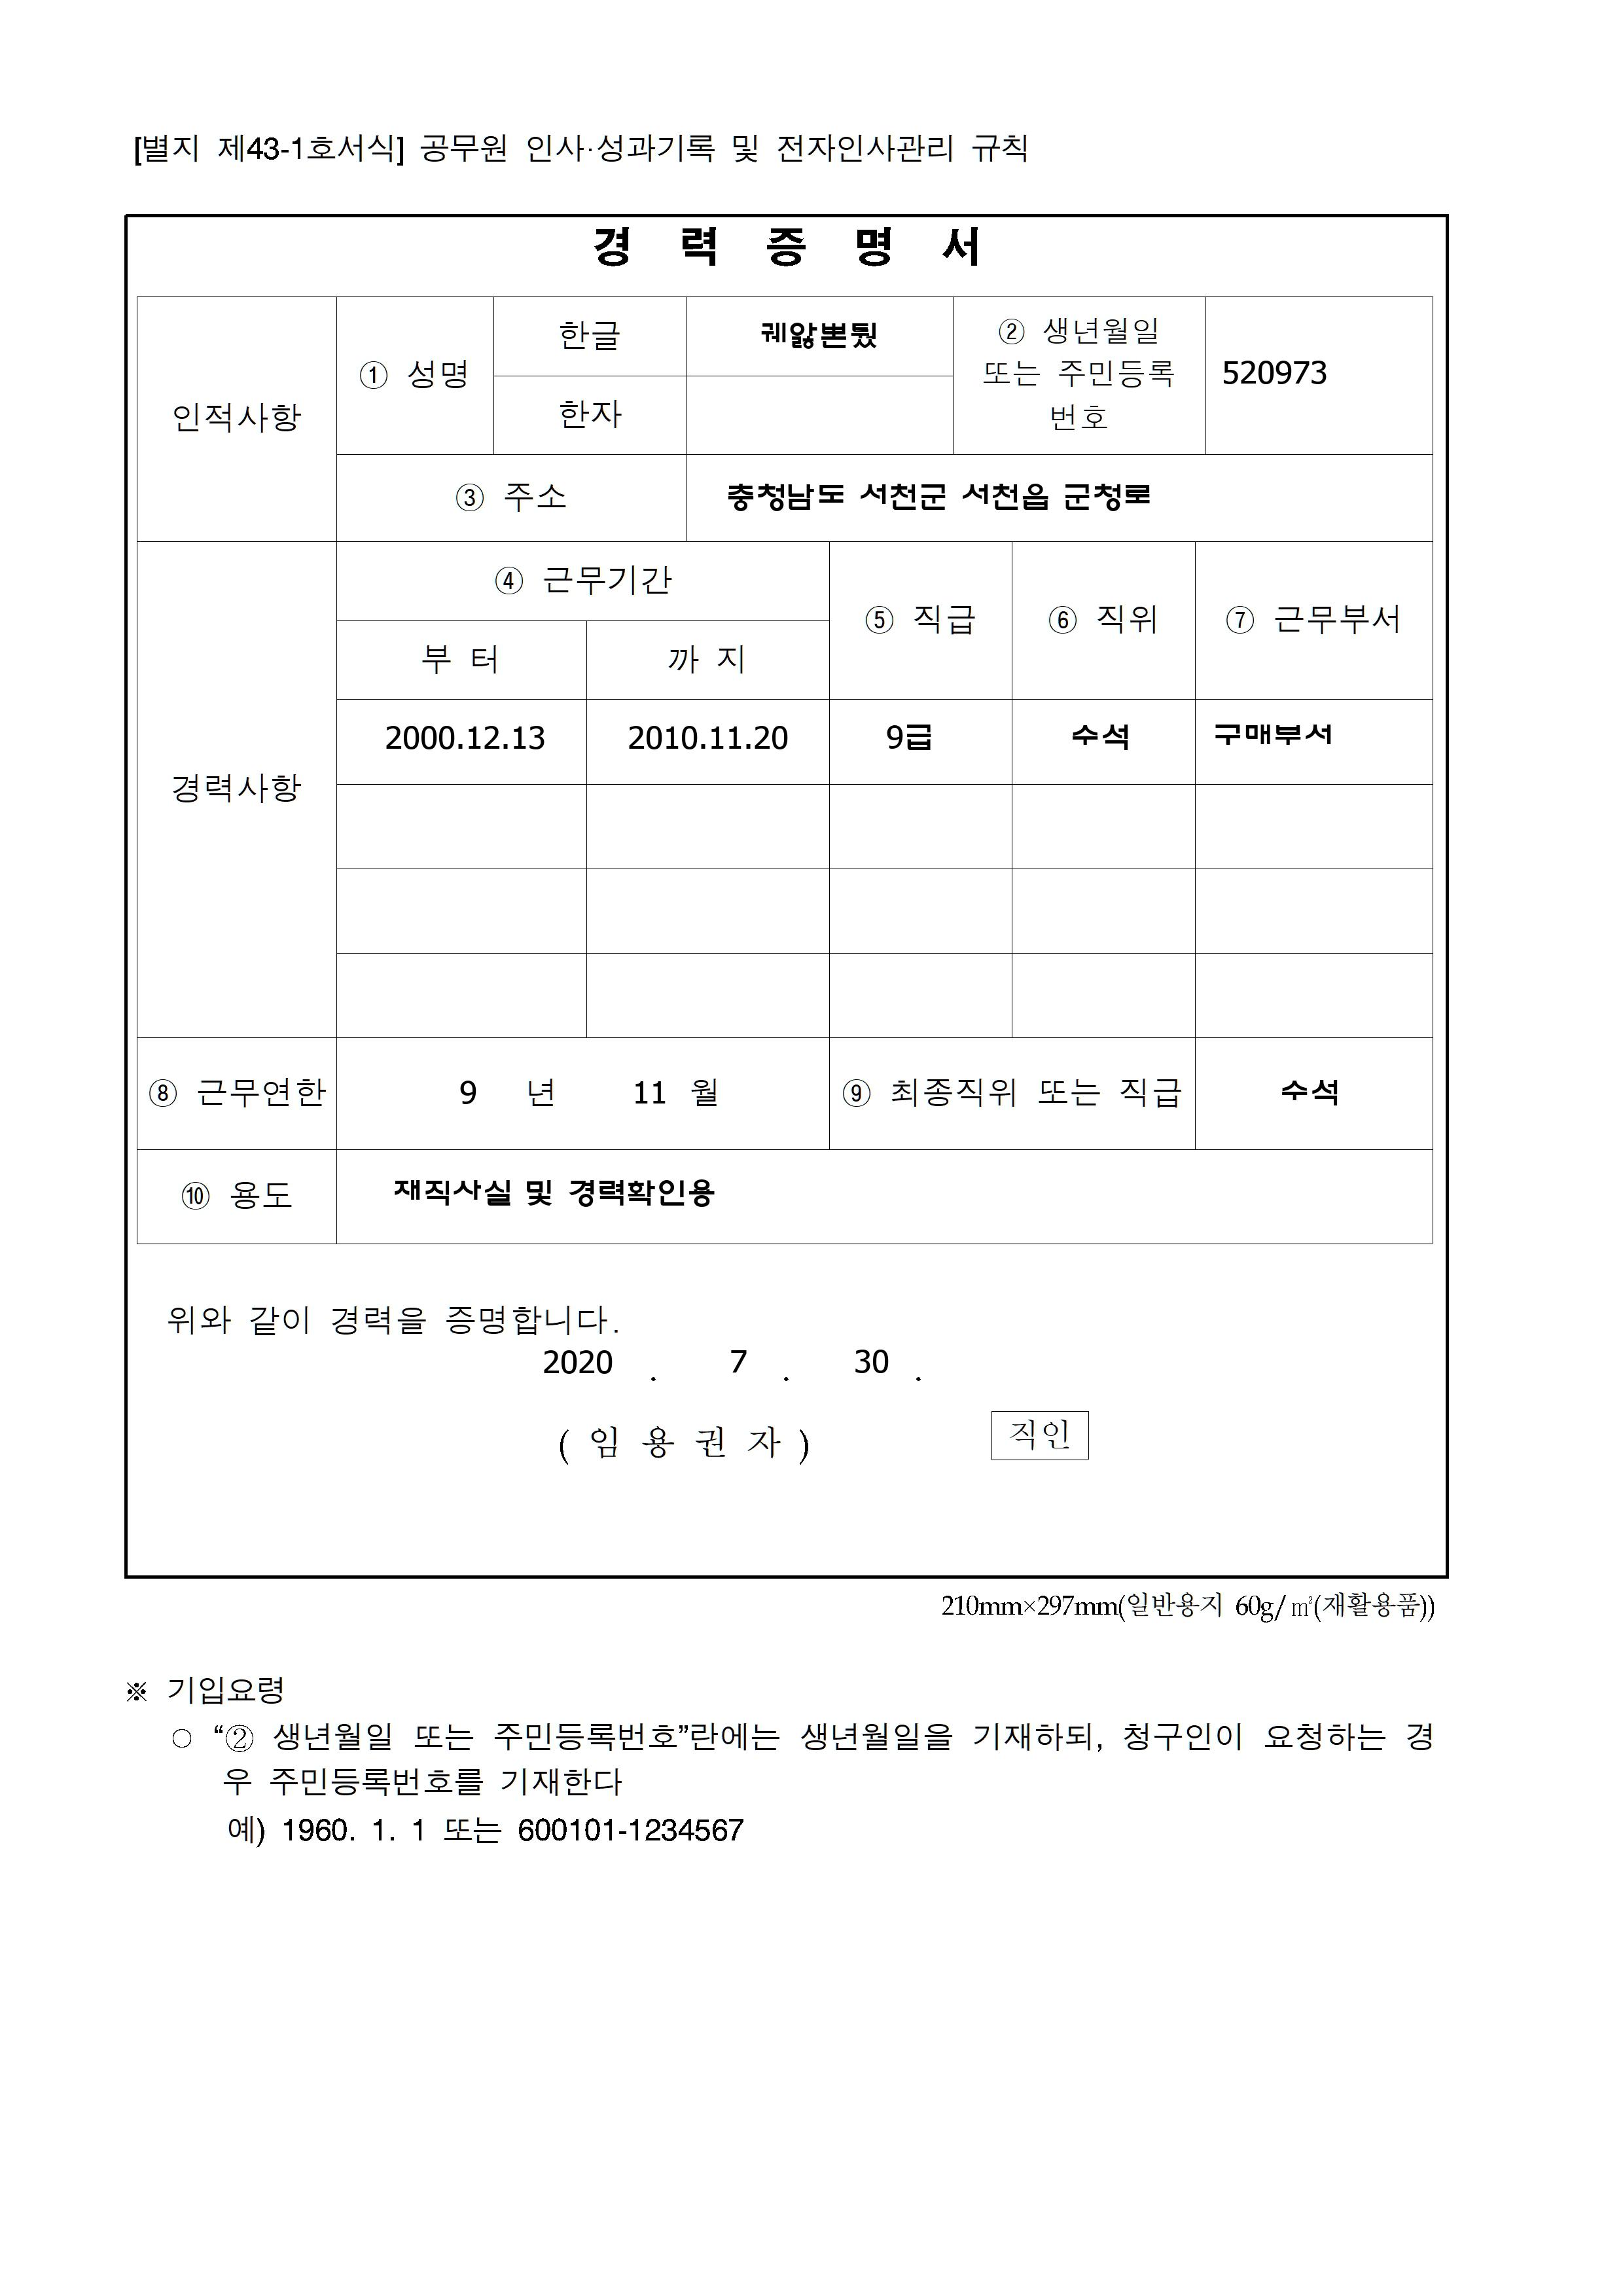 [별지 제43-1호서식] 공무원 인사·성과기록 및 전자인사관리 규칙
경 력 증 명 서
인적사항
① 성명
한글
궤앓뽄뒀
② 생년월일
또는 주민등록
번호
520973
한자
③ 주소
충청남도 서천군 서천읍 군청로
경력사항
④ 근무기간
⑤ 직급
⑥ 직위
⑦ 근무부서
부 터
까 지
2000.12.13
2010.11.20
9급
수석
구매부서
⑧ 근무연한
9 년 11 월
⑨ 최종직위 또는 직급
수석
⑩ 용도
재직사실 및 경력확인용
위와 같이 경력을 증명합니다.
2020 . 7 . 30 .
( 임 용 권 자 )
직인
210mm×297mm(일반용지 60g/㎡(재활용품))
※ 기입요령
○ “② 생년월일 또는 주민등록번호”란에는 생년월일을 기재하되, 청구인이 요청하는 경
우 주민등록번호를 기재한다
예) 1960. 1. 1 또는 600101-1234567